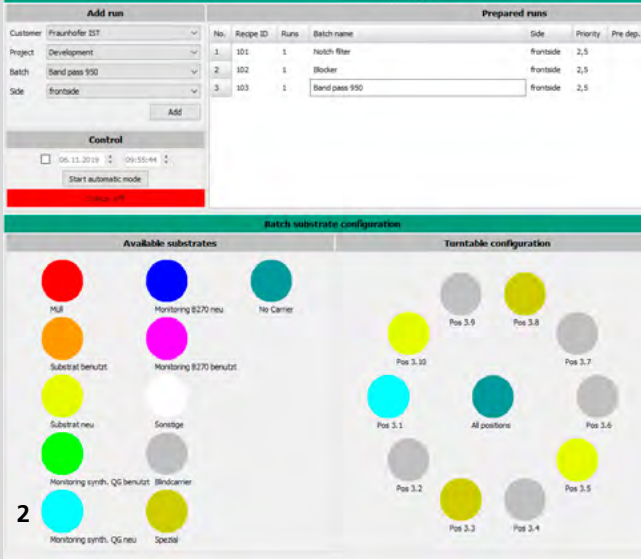 Add run
Prepared runs
Customer Fraunhofer IST
Project Development
Batch Band pass 950
Side frontside
Add
No. Recipe ID Runs Batch name Side Priority Pre dep.
1 101 1 Notch filter frontside 2,5
2 102 1 Blocker frontside 2,5
3 103 1 Band pass 950 frontside 2,5
Control
06.11.2019 09:55:44
Start automatic mode
Batch substrate configuration
Available substrates
Turntable configuration
Müll
Monitoring B270 neu
No Carrier
Substrat benutzt
Monitoring B270 benutzt
Substrat neu
Sonstige
Monitoring synth. QG benutzt
Blindcarrier
Monitoring synth. QG neu
Spezial
Pos 3.9
Pos 3.8
Pos 3.10
Pos 3.7
Pos 3.1
All positions
Pos 3.6
Pos 3.2
Pos 3.5
Pos 3.3
Pos 3.4
2